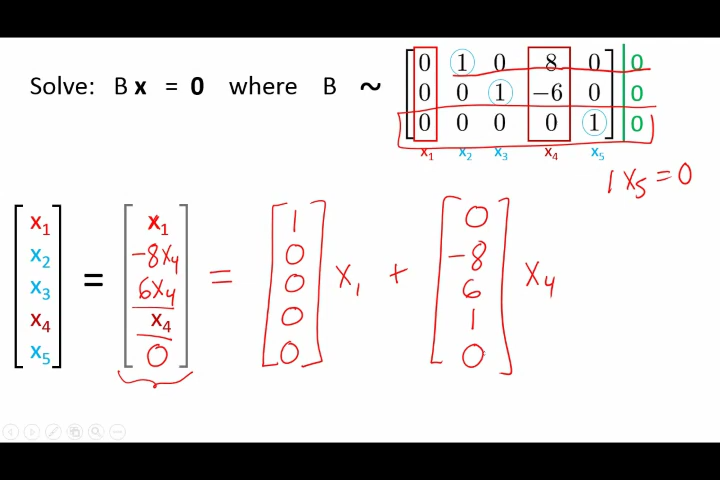 Solve: B x = 0 where B ~
0 1 0 8 0 0
0 0 1 −6 0 0
0 0 0 0 1 0
x₁ x₂ x₃ x₄ x₅
1 x₅ = 0
x₁ x₁ 1 0
x₂ -8x₄ 0 -8
x₃ = 6x₄ = 0 x₁ + 6 x₄
x₄ x₄ 0 1
x₅ 0 0 0